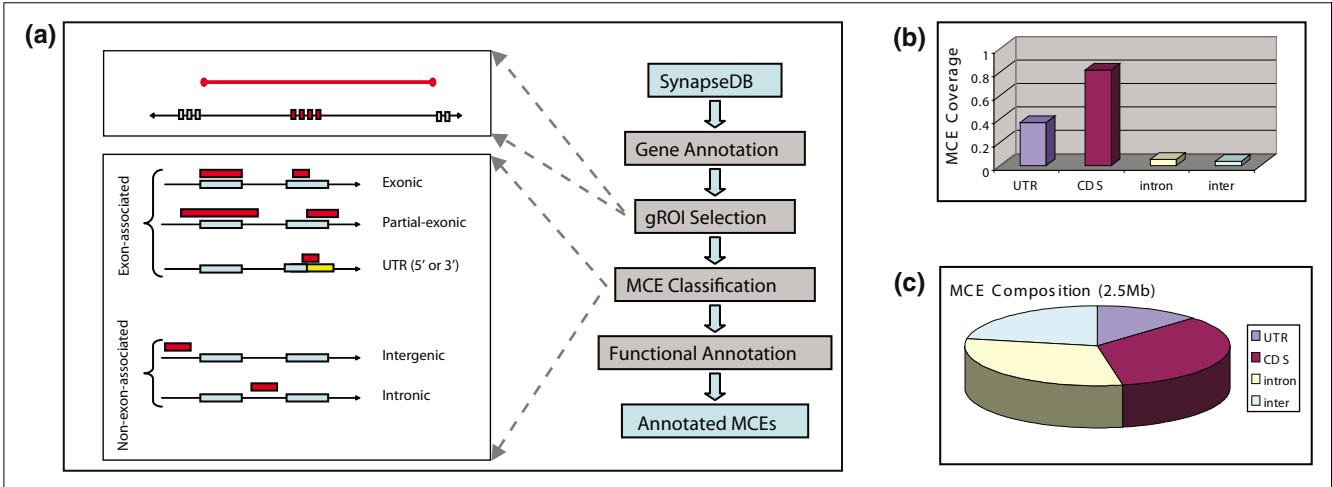 (a)
Exon-associated
Exonic
Partial-exonic
UTR (5′ or 3′)
Non-exon-associated
Intergenic
Intronic
SynapseDB
Gene Annotation
gROI Selection
MCE Classification
Functional Annotation
Annotated MCEs
(b)
MCE Coverage
1
0.8
0.6
0.4
0.2
0
UTR
CDS
intron
inter
(c)
MCE Composition (2.5Mb)
UTR
CDS
intron
inter